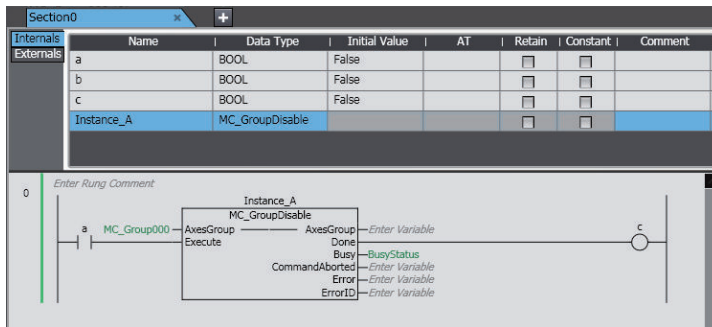 Section0 × +
Internals Name Data Type Initial Value AT Retain Constant Comment
Externals
a BOOL False
b BOOL False
c BOOL False
Instance_A MC_GroupDisable
0 Enter Rung Comment
Instance_A
MC_GroupDisable
a MC_Group000 AxesGroup AxesGroup Enter Variable c
Execute Done
Busy BusyStatus
CommandAborted Enter Variable
Error Enter Variable
ErrorID Enter Variable